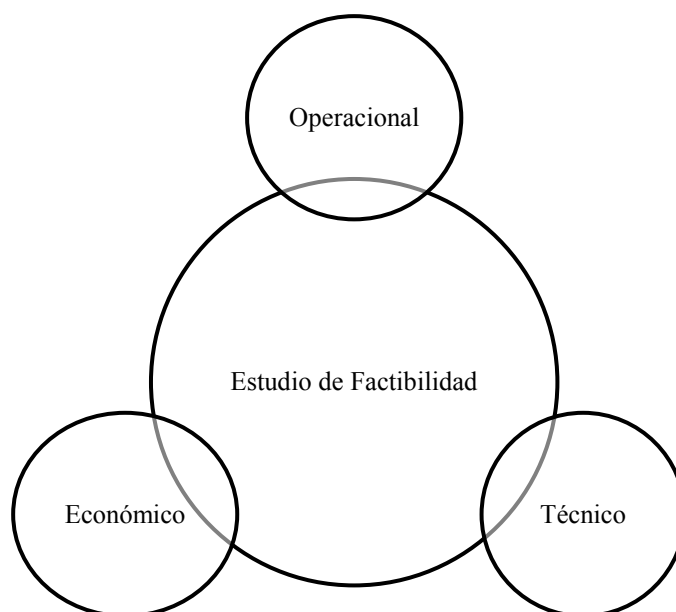 Operacional
Estudio de Factibilidad
Económico
Técnico